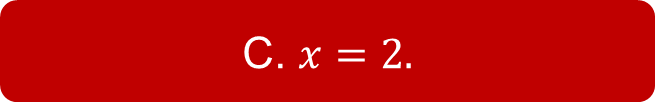 C. x = 2.